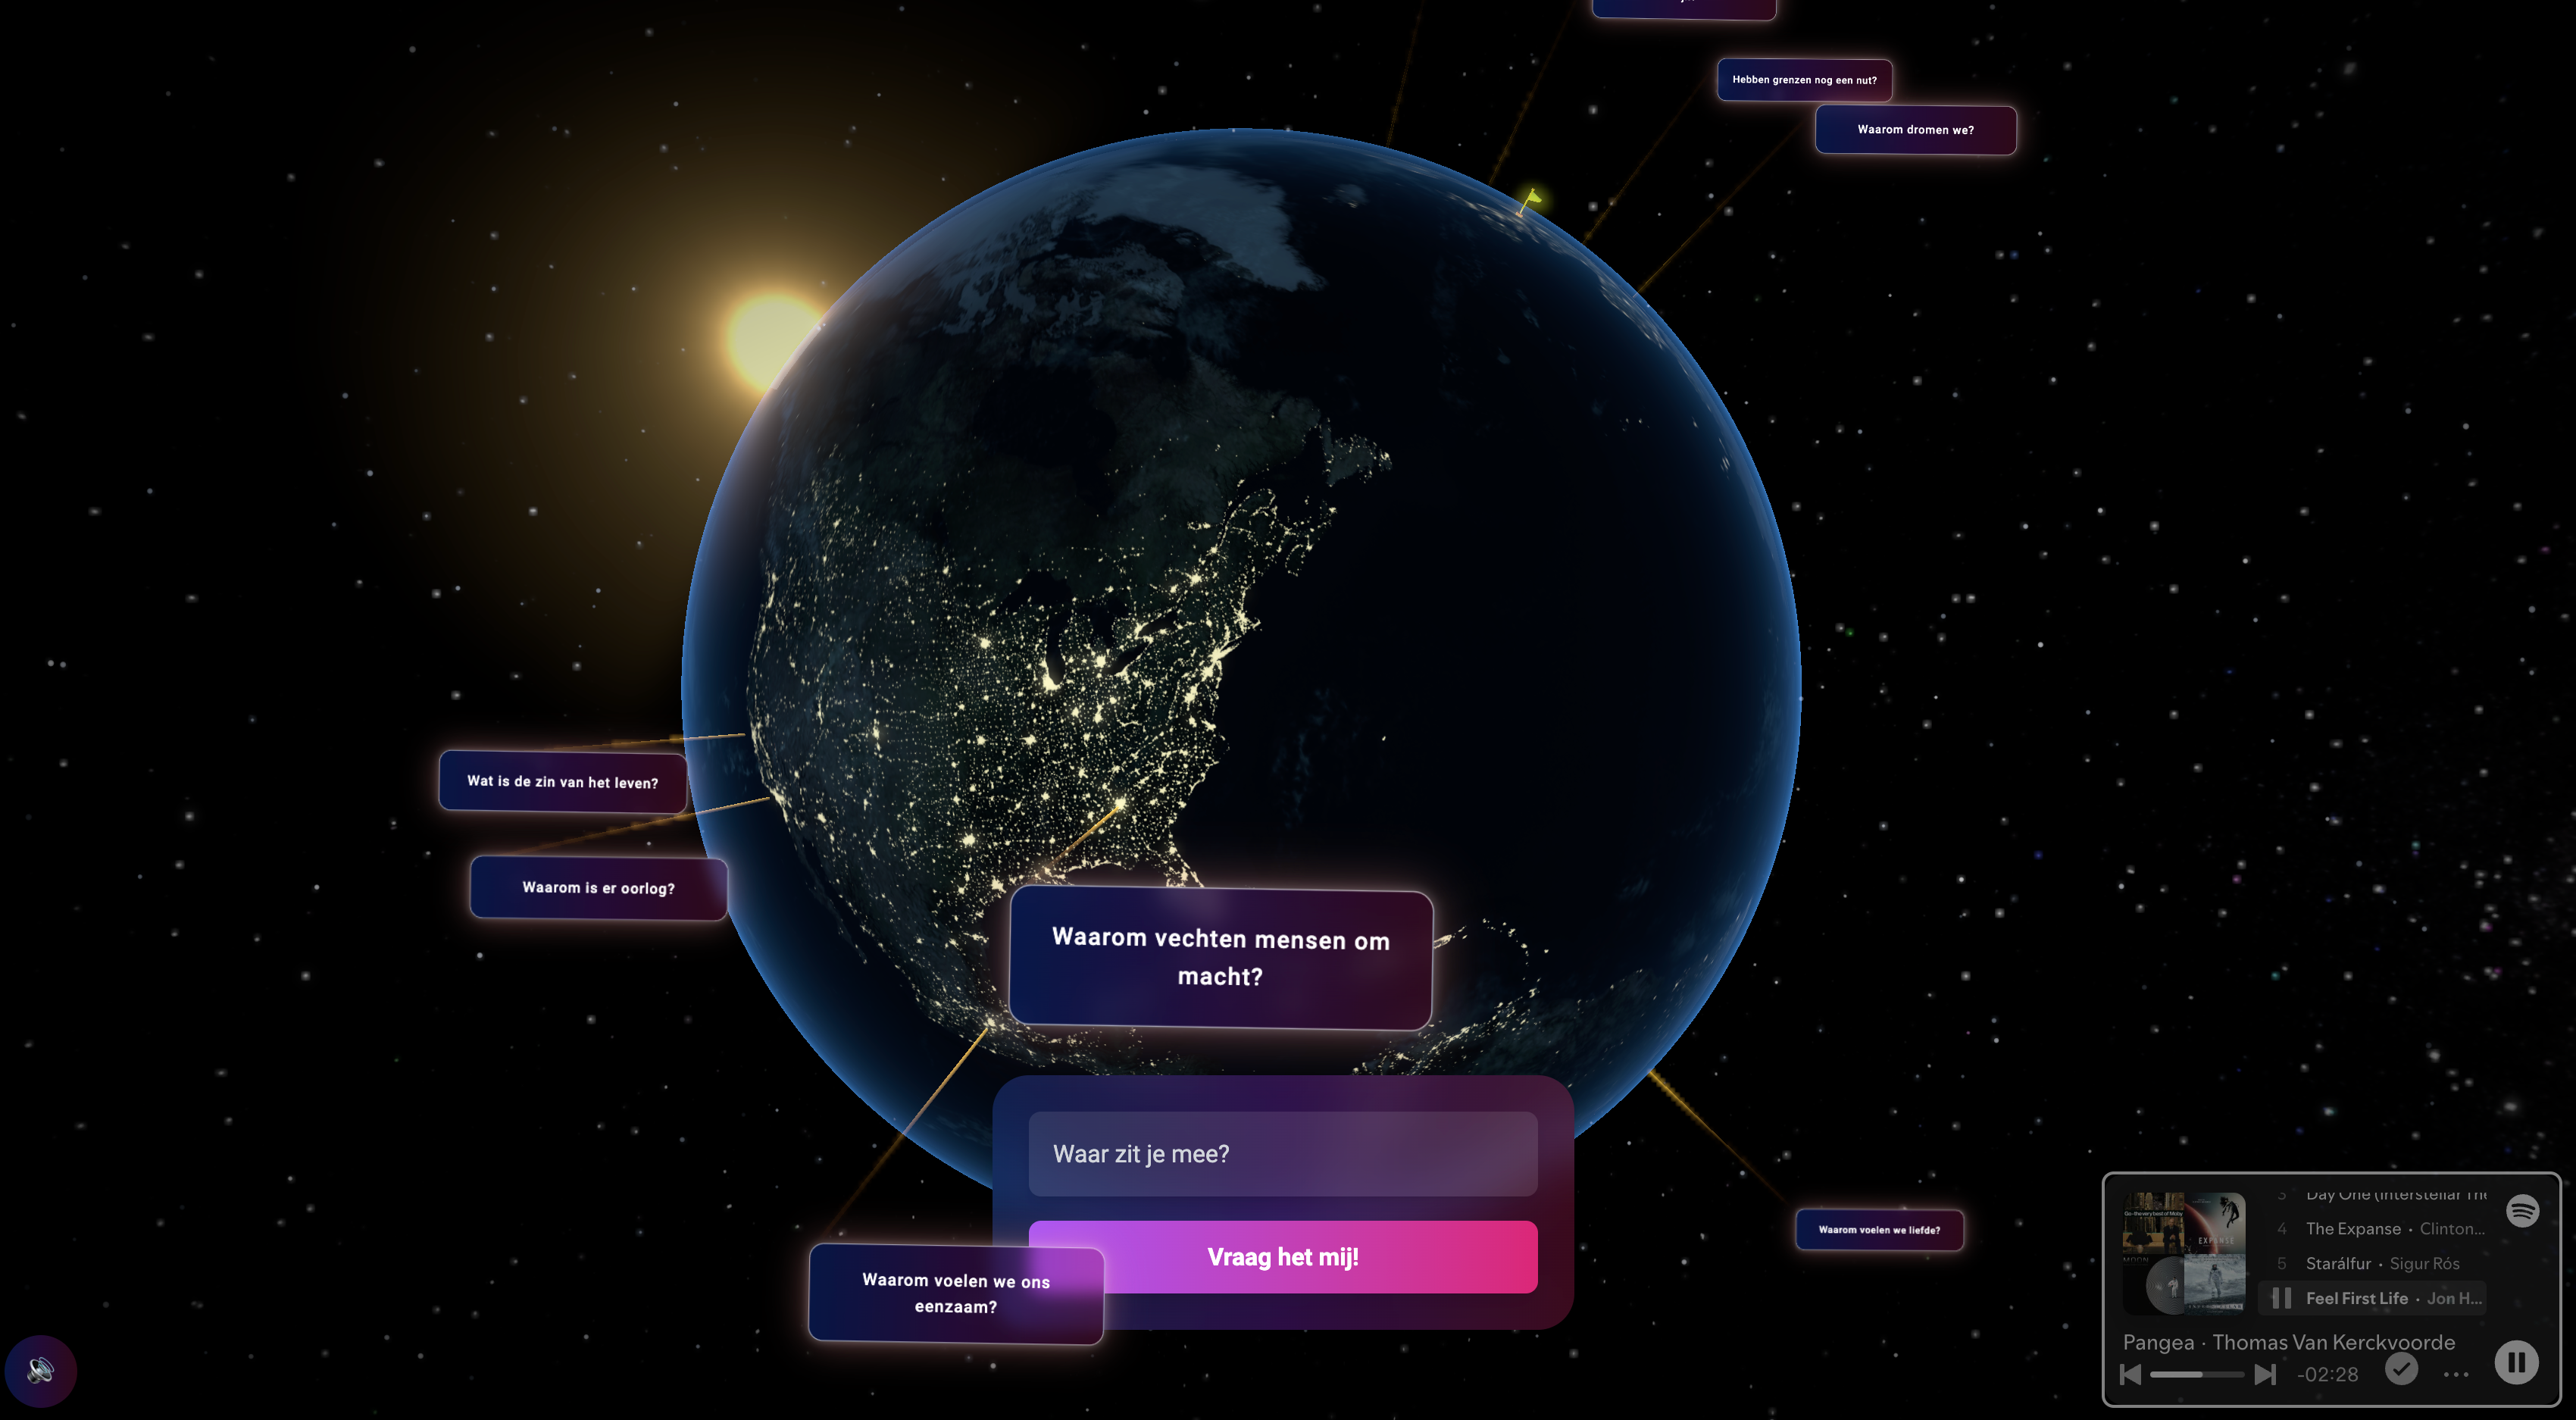 Hebben grenzen nog een nut?
Waarom dromen we?
Wat is de zin van het leven?
Waarom is er oorlog?
Waarom vechten mensen om
macht?
Waar zit je mee?
Vraag het mij!
Waarom voelen we ons
eenzaam?
Waarom voelen we liefde?
3 Day One (Interstellar
4 The Expanse • Clinton...
5 Starálfur • Sigur Rós
Feel First Life • Jon H...
Pangea · Thomas Van Kerckvoorde
-02:28
EXPANSE
MOON